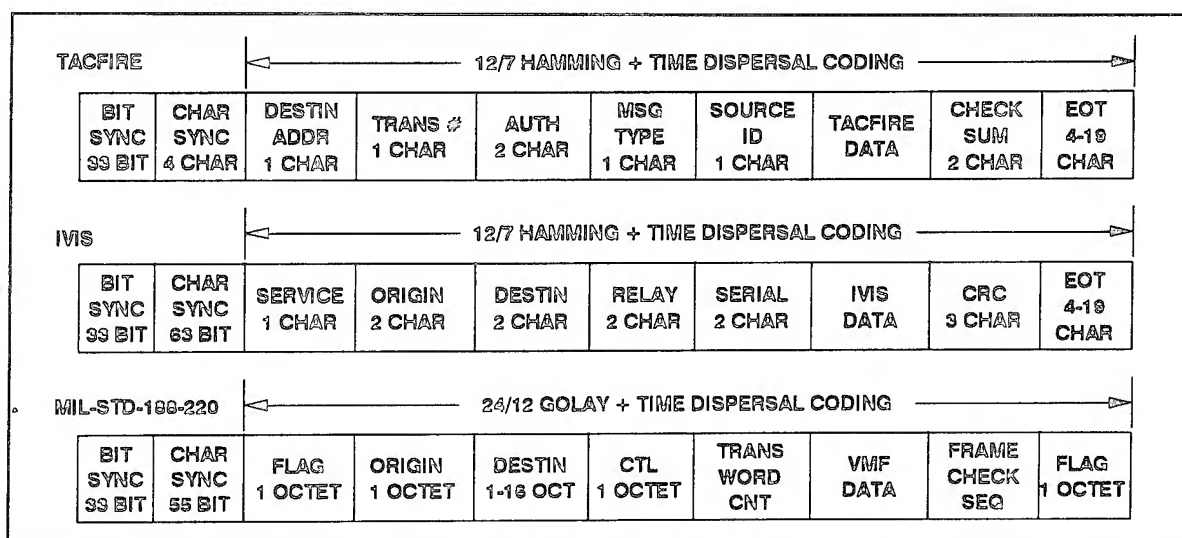 TACFIRE
12/7 HAMMING + TIME DISPERSAL CODING
BIT
SYNC
33 BIT
CHAR
SYNC
4 CHAR
DESTIN
ADDR
1 CHAR
TRANS #
1 CHAR
AUTH
2 CHAR
MSG
TYPE
1 CHAR
SOURCE
ID
1 CHAR
TACFIRE
DATA
CHECK
SUM
2 CHAR
EOT
4-19
CHAR
IVIS
12/7 HAMMING + TIME DISPERSAL CODING
BIT
SYNC
33 BIT
CHAR
SYNC
63 BIT
SERVICE
1 CHAR
ORIGIN
2 CHAR
DESTIN
2 CHAR
RELAY
2 CHAR
SERIAL
2 CHAR
IVIS
DATA
CRC
3 CHAR
EOT
4-19
CHAR
MIL-STD-188-220
24/12 GOLAY + TIME DISPERSAL CODING
BIT
SYNC
33 BIT
CHAR
SYNC
55 BIT
FLAG
1 OCTET
ORIGIN
1 OCTET
DESTIN
1-16 OCT
CTL
1 OCTET
TRANS
WORD
CNT
VMF
DATA
FRAME
CHECK
SEQ
FLAG
1 OCTET